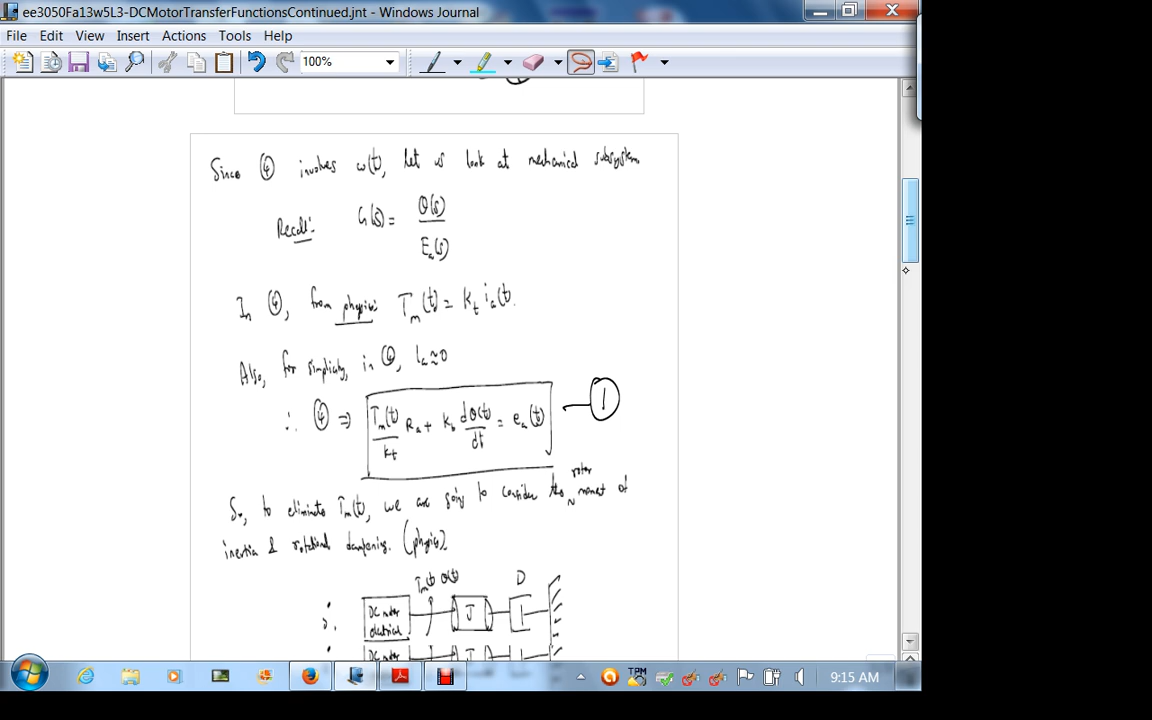 ee3050Fa13w5L3-DCMotorTransferFunctionsContinued.jnt - Windows Journal
File Edit View Insert Actions Tools Help
100%
Since ④ involves ω(t), let us look at mechanical subsystem
Recall: G(s) = θ(s) / Ea(s)
In ④, from physics: Tm(t) = kt ia(t).
Also, for simplicity, in ④, La ≈ 0
∴ ④ ⇒ Tm(t)/kt Ra + kb dθ(t)/dt = ea(t) — ①
rotor
So, to eliminate Tm(t), we are going to consider the moment of
inertia & rotational dampening. (physics)
Tm(t) θ(t) D
DC motor J
electrical
DC motor J
9:15 AM